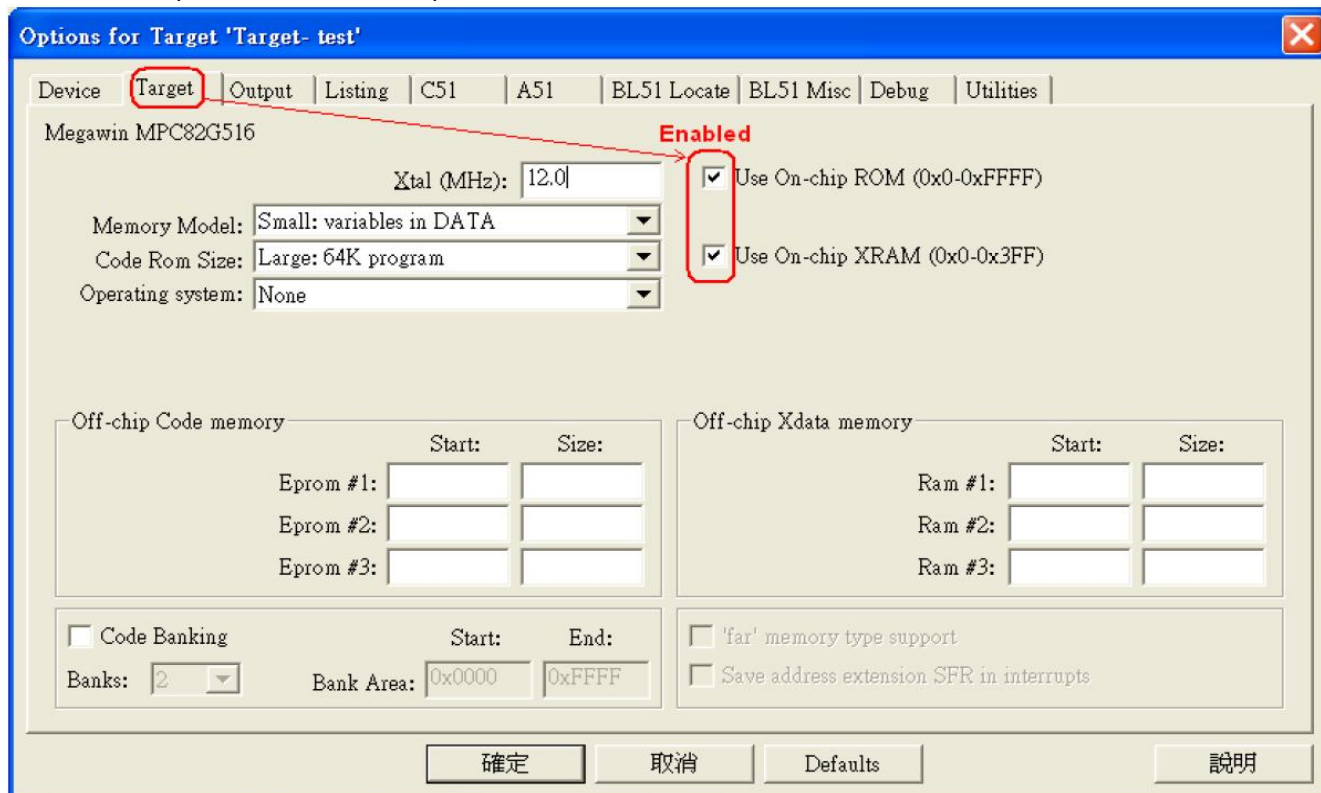 Options for Target 'Target- test'
Device Target Output Listing C51 A51 BL51 Locate BL51 Misc Debug Utilities
Megawin MPC82G516
Enabled
Xtal (MHz): 12.0 Use On-chip ROM (0x0-0xFFFF)
Memory Model: Small: variables in DATA
Code Rom Size: Large: 64K program Use On-chip XRAM (0x0-0x3FF)
Operating system: None
Off-chip Code memory Off-chip Xdata memory
Start: Size: Start: Size:
Eprom #1: Ram #1:
Eprom #2: Ram #2:
Eprom #3: Ram #3:
Code Banking Start: End: 'far' memory type support
Banks: 2 Bank Area: 0x0000 0xFFFF Save address extension SFR in interrupts
確定 取消 Defaults 說明